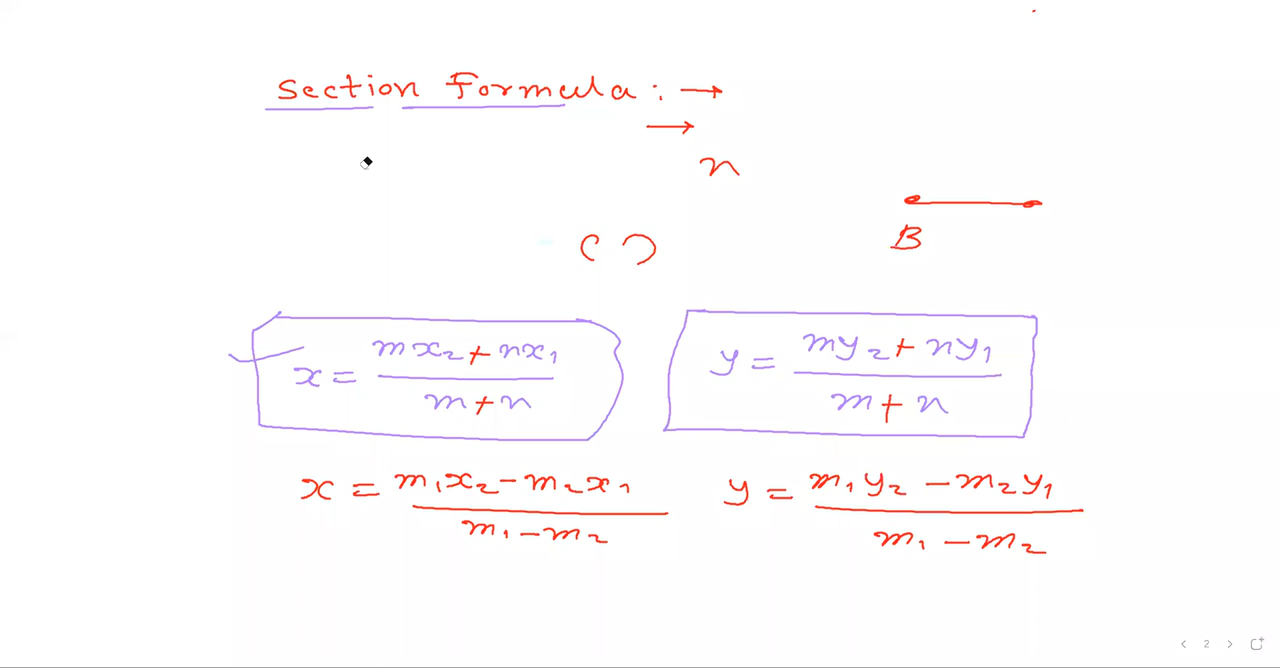 Section Formula : →
→
n
( )
B
x = (mx₂ + nx₁) / (m + n)
y = (my₂ + ny₁) / (m + n)
x = (m₁x₂ - m₂x₁) / (m₁ - m₂)
y = (m₁y₂ - m₂y₁) / (m₁ - m₂)
2